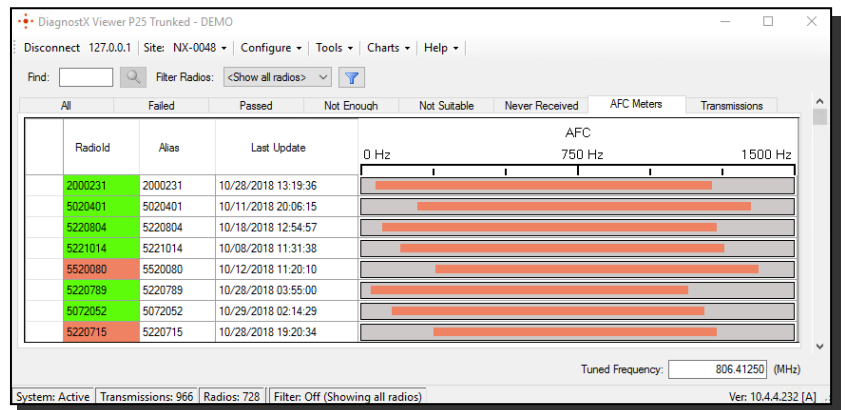 DiagnostX Viewer P25 Trunked - DEMO
Disconnect 127.0.0.1 Site: NX-0048 Configure Tools Charts Help
Find: Filter Radios: <Show all radios>
All Failed Passed Not Enough Not Suitable Never Received AFC Meters Transmissions
RadioId Alias Last Update AFC
0 Hz 750 Hz 1500 Hz
2000231 2000231 10/28/2018 13:19:36
5020401 5020401 10/11/2018 20:06:15
5220804 5220804 10/18/2018 12:54:57
5221014 5221014 10/08/2018 11:31:38
5520080 5520080 10/12/2018 11:20:10
5220789 5220789 10/28/2018 03:55:00
5072052 5072052 10/29/2018 02:14:29
5220715 5220715 10/28/2018 19:20:34
Tuned Frequency: 806.41250 (MHz)
System: Active Transmissions: 966 Radios: 728 Filter: Off (Showing all radios) Ver: 10.4.4.232 [A]